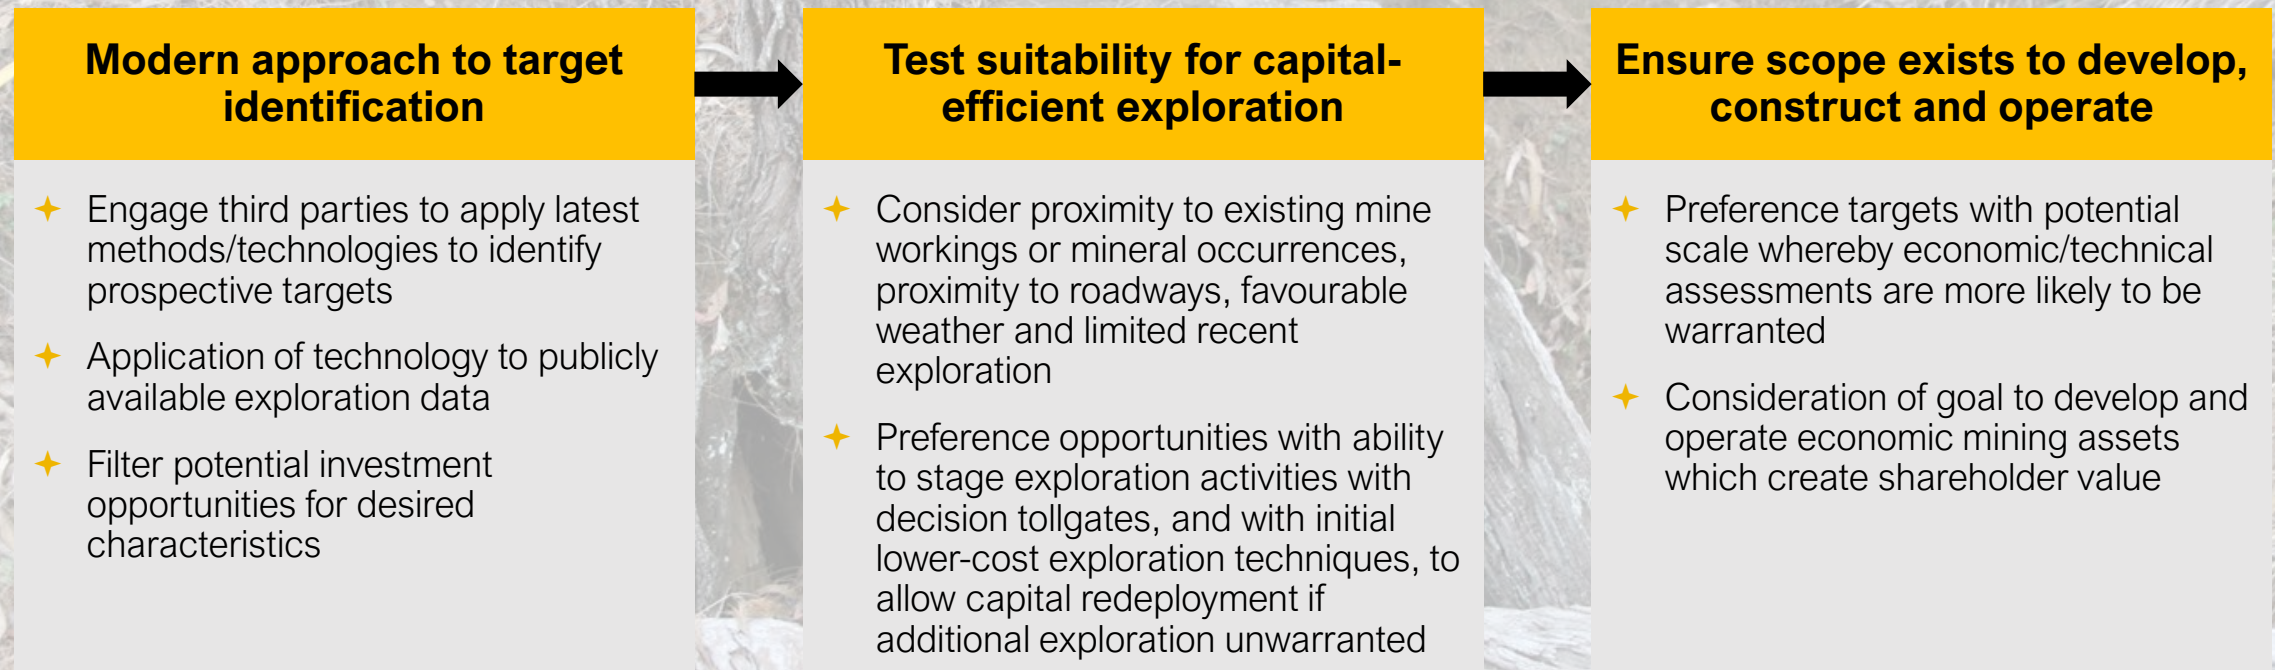 Modern approach to target
identification
Engage third parties to apply latest
methods/technologies to identify
prospective targets
Application of technology to publicly
available exploration data
Filter potential investment
opportunities for desired
characteristics
Test suitability for capital-
efficient exploration
Consider proximity to existing mine
workings or mineral occurrences,
proximity to roadways, favourable
weather and limited recent
exploration
Preference opportunities with ability
to stage exploration activities with
decision tollgates, and with initial
lower-cost exploration techniques, to
allow capital redeployment if
additional exploration unwarranted
Ensure scope exists to develop,
construct and operate
Preference targets with potential
scale whereby economic/technical
assessments are more likely to be
warranted
Consideration of goal to develop and
operate economic mining assets
which create shareholder value